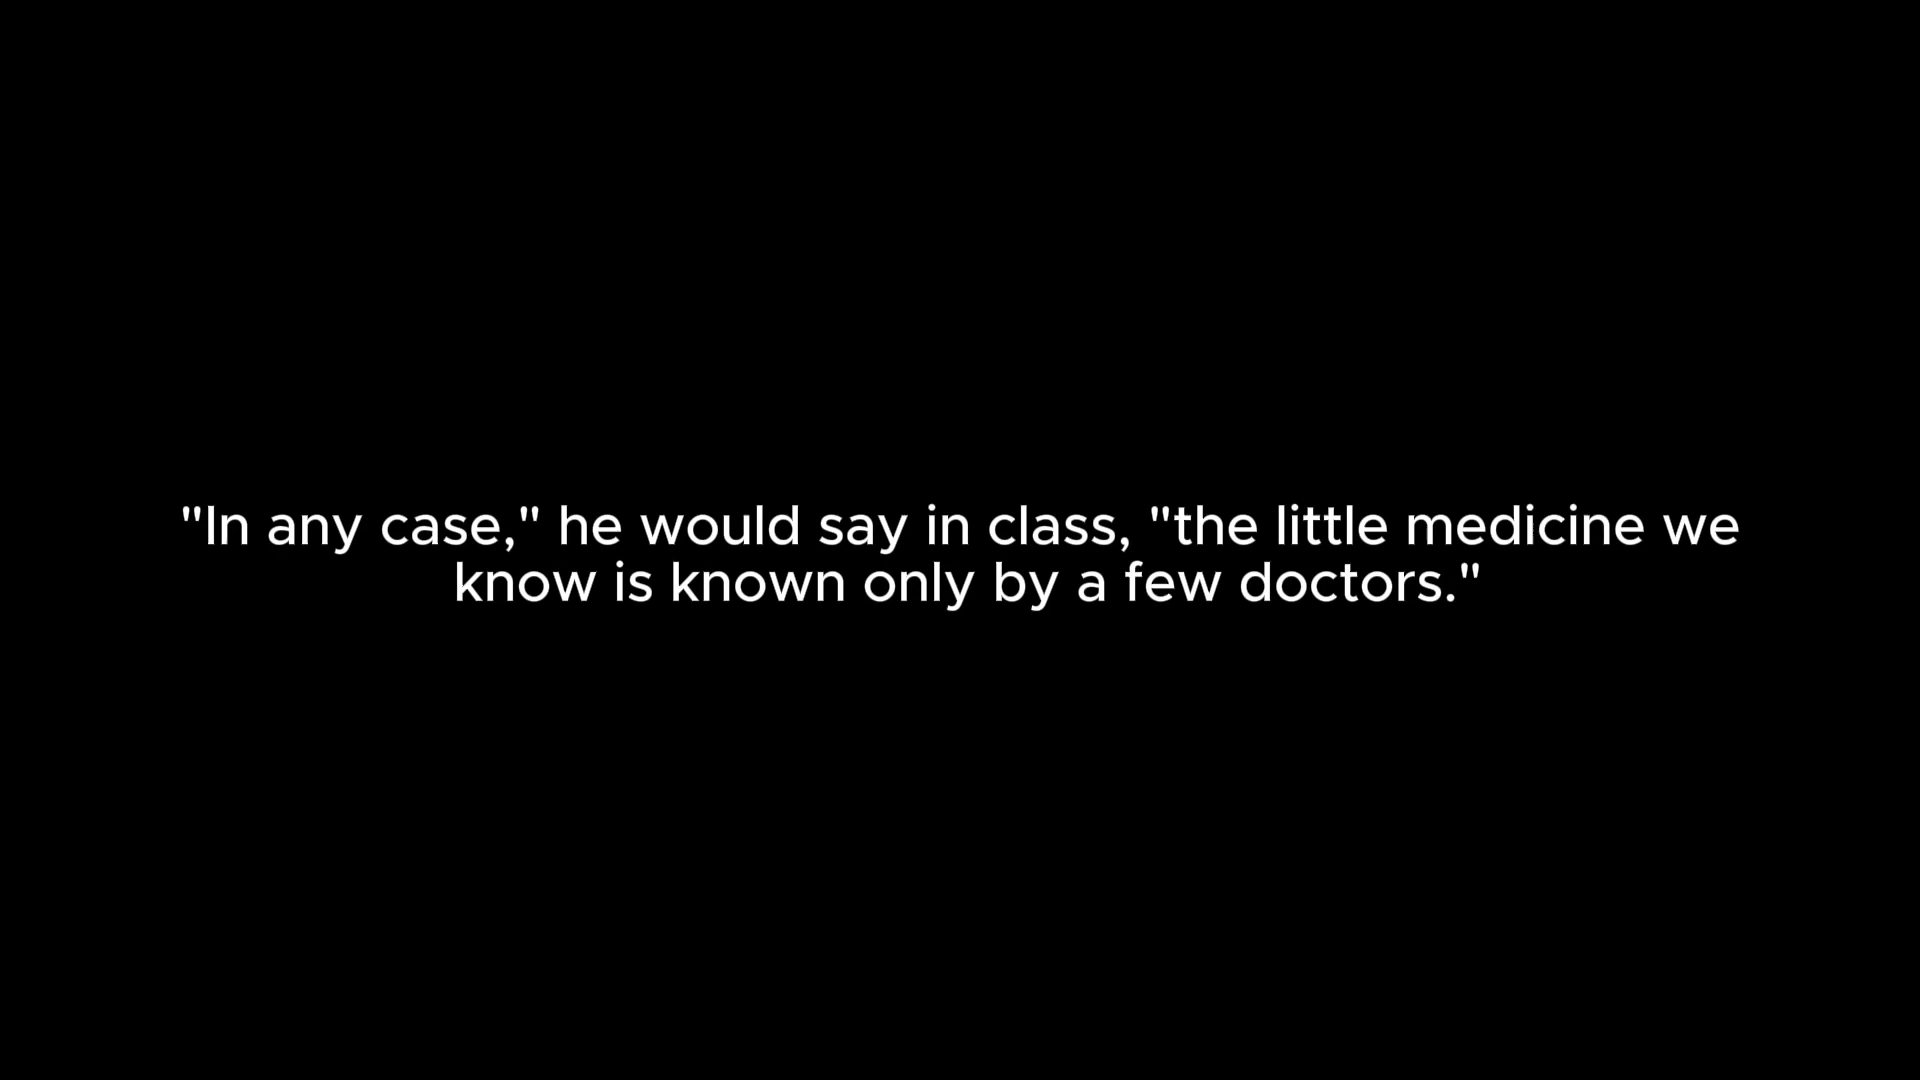 "In any case," he would say in class, "the little medicine we
know is known only by a few doctors."